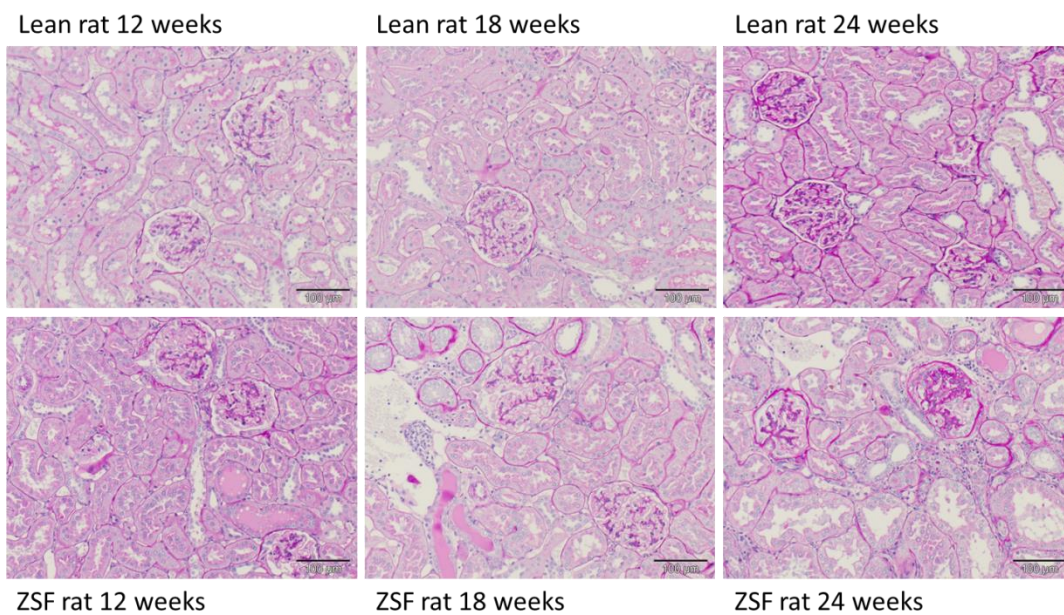 Lean rat 12 weeks
Lean rat 18 weeks
Lean rat 24 weeks
100 µm
100 µm
100 µm
100 µm
100 µm
100 µm
ZSF rat 12 weeks
ZSF rat 18 weeks
ZSF rat 24 weeks